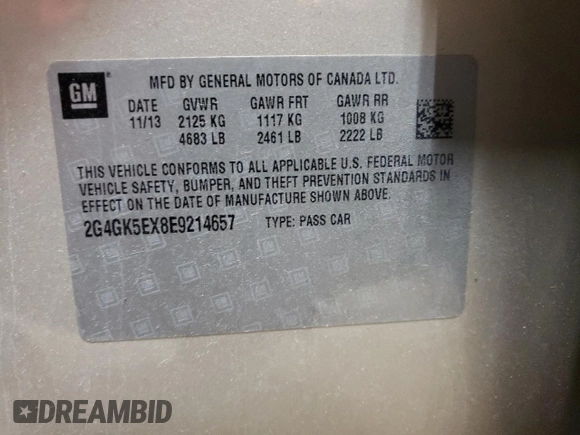 GM
MFD BY GENERAL MOTORS OF CANADA LTD.
DATE GVWR GAWR FRT GAWR RR
11/13 2125 KG 1117 KG 1008 KG
4683 LB 2461 LB 2222 LB
THIS VEHICLE CONFORMS TO ALL APPLICABLE U.S. FEDERAL MOTOR
VEHICLE SAFETY, BUMPER, AND THEFT PREVENTION STANDARDS IN
EFFECT ON THE DATE OF MANUFACTURE SHOWN ABOVE.
2G4GK5EX8E9214657 TYPE: PASS CAR
DREAMBID